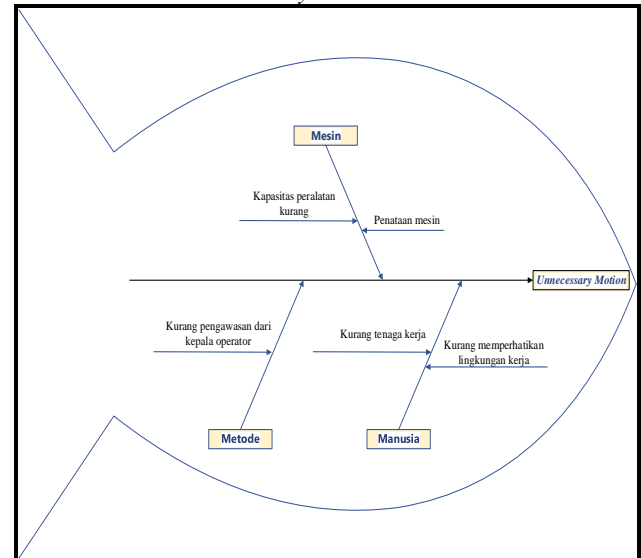 Mesin
Kapasitas peralatan
kurang
Penataan mesin
Unnecessary Motion
Kurang pengawasan dari
kepala operator
Kurang tenaga kerja
Kurang memperhatikan
lingkungan kerja
Metode
Manusia